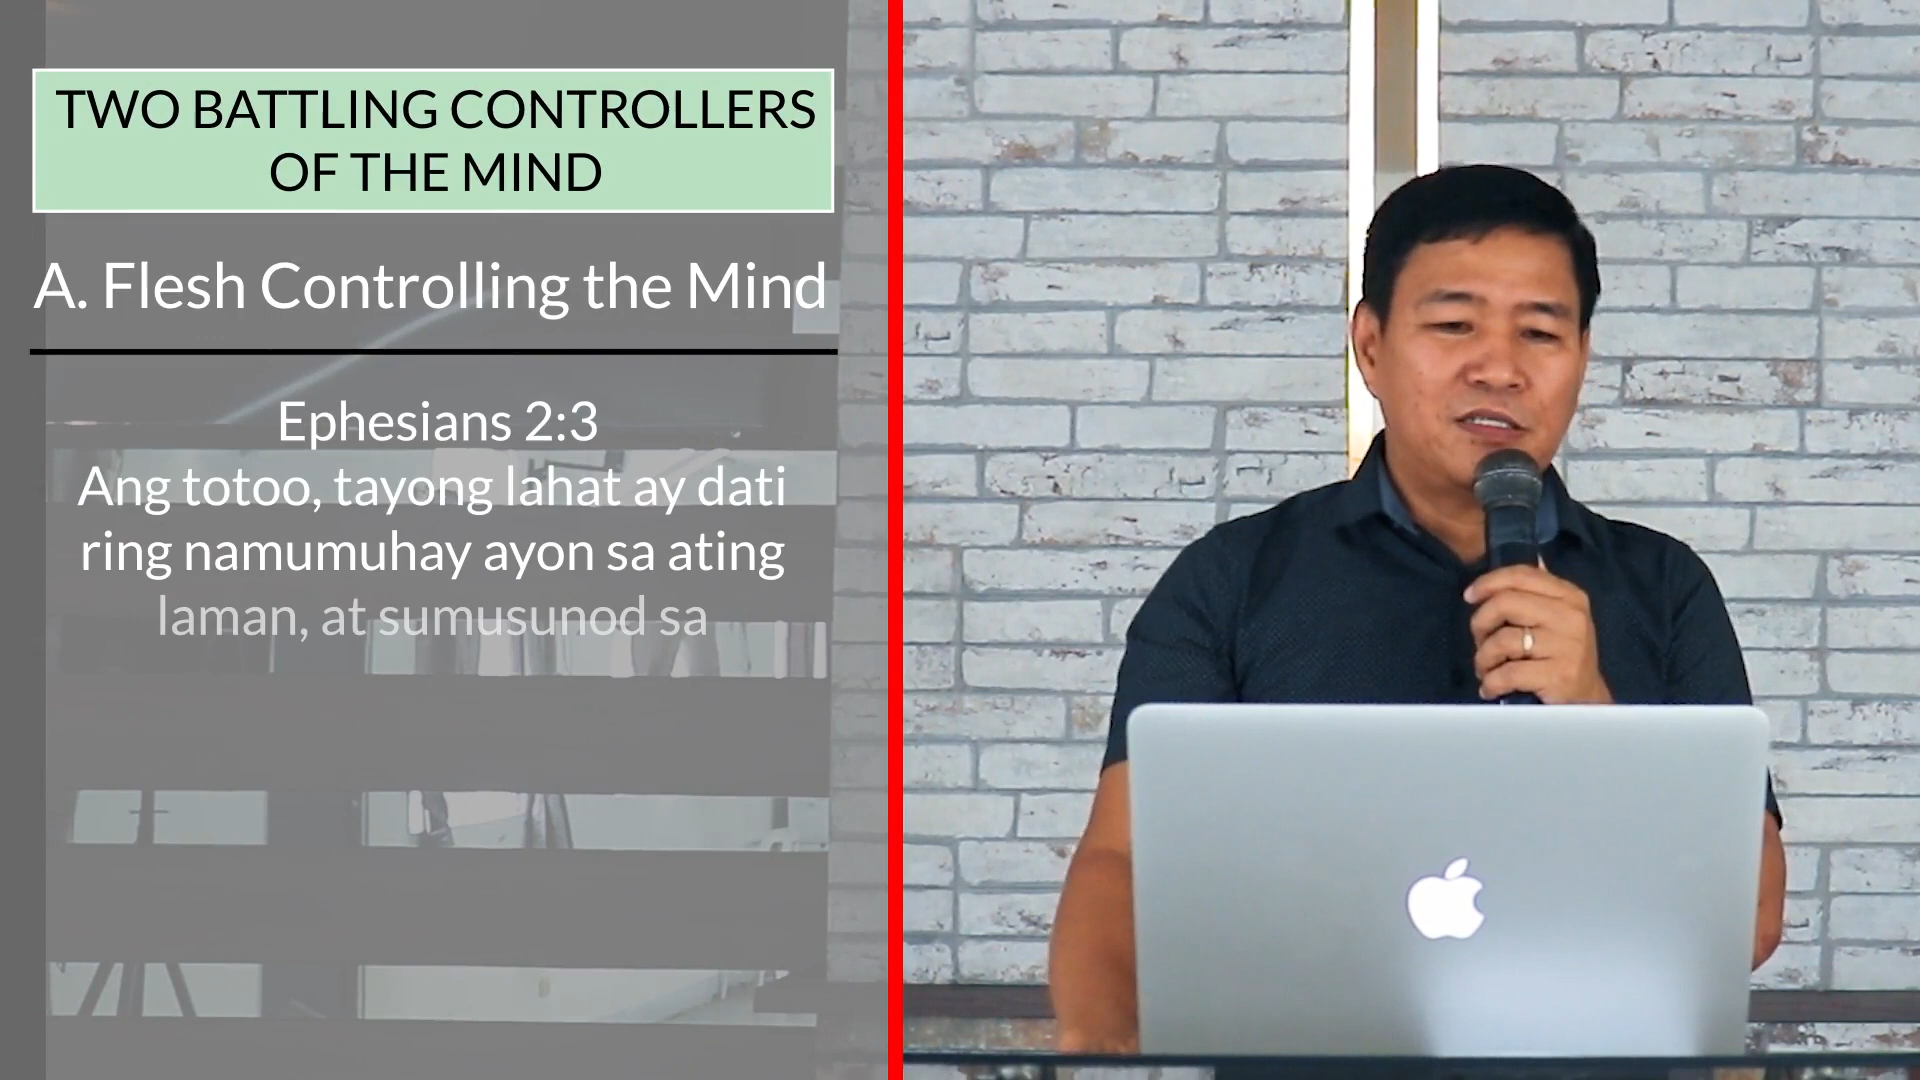 TWO BATTLING CONTROLLERS
OF THE MIND
A. Flesh Controlling the Mind
Ephesians 2:3
Ang totoo, tayong lahat ay dati
ring namumuhay ayon sa ating
laman, at sumusunod sa